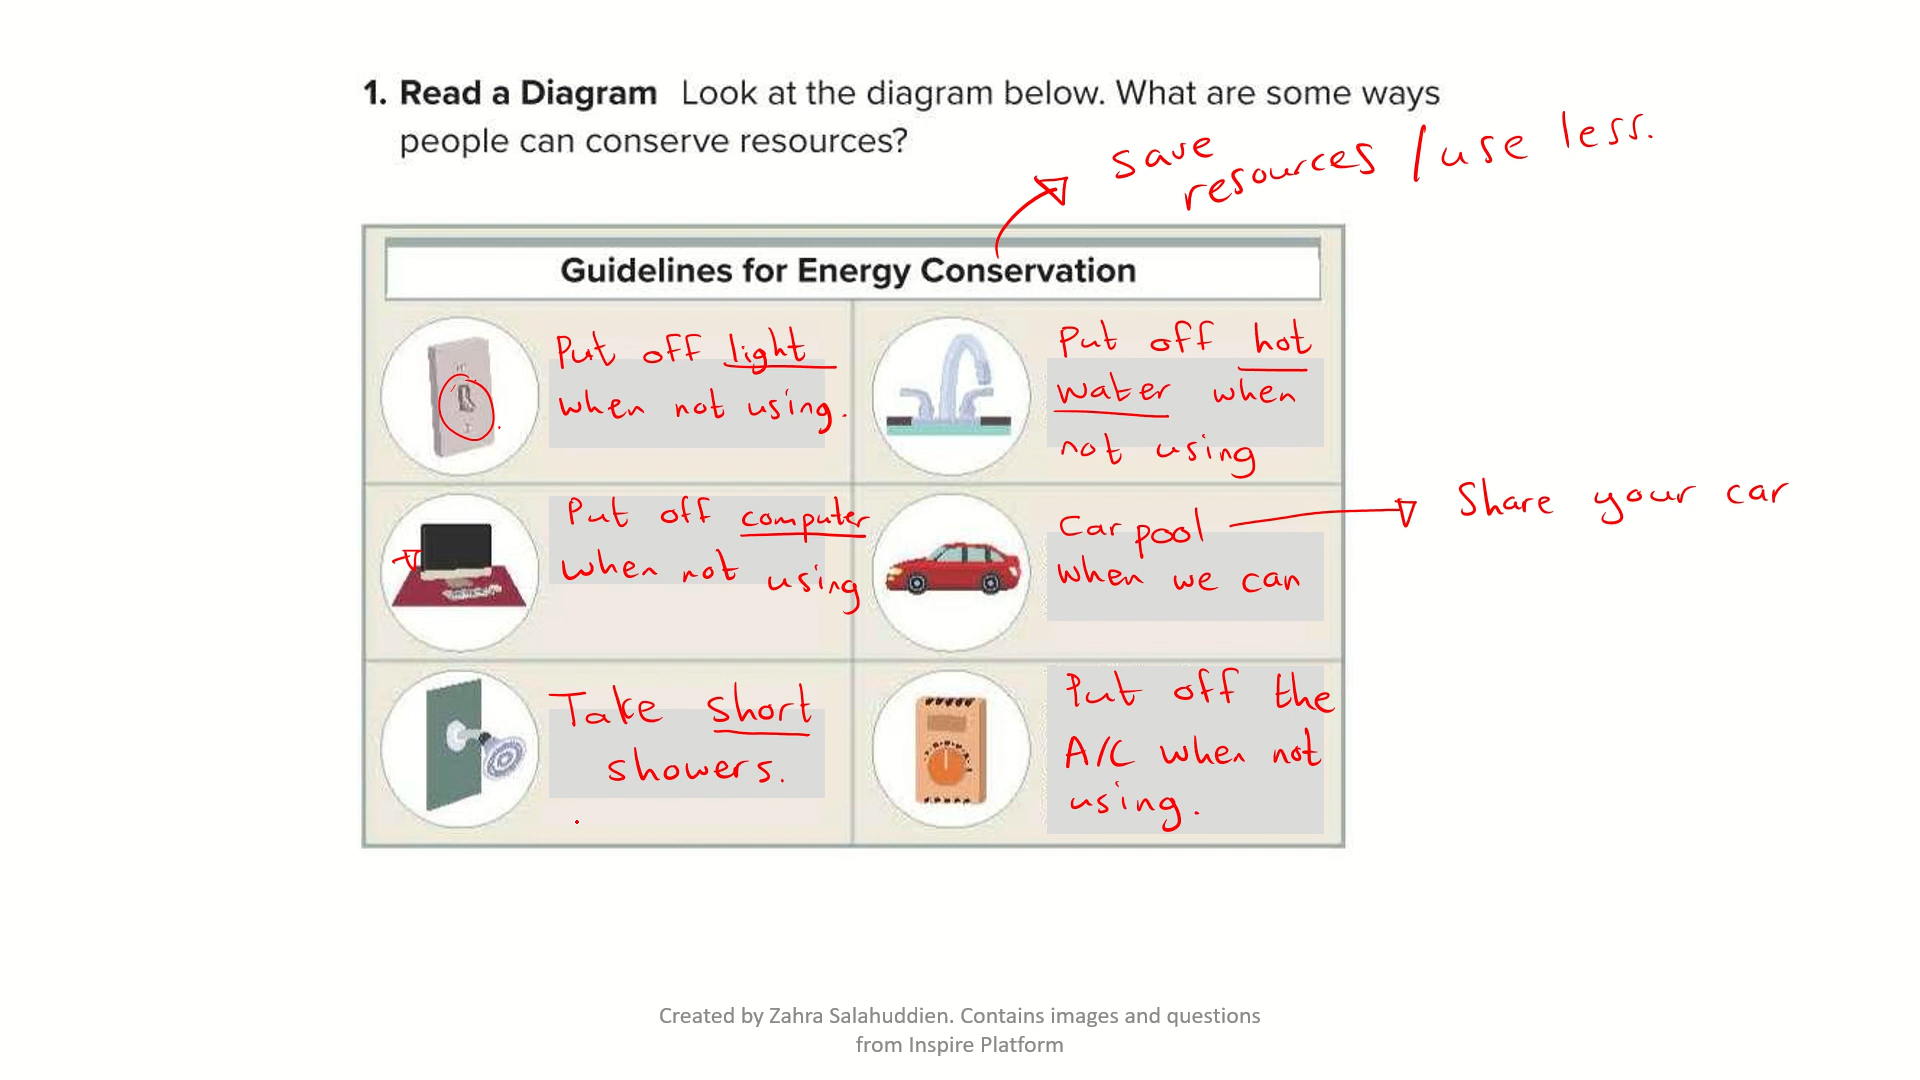 1. Read a Diagram Look at the diagram below. What are some ways
people can conserve resources?
save
resources / use less.
Guidelines for Energy Conservation
Put off light
when not using.
Put off hot
water when
not using
Put off computer
when not using
Car pool
when we can
Share your car
Take short
showers.
Put off the
A/C when not
using.
Created by Zahra Salahuddien. Contains images and questions
from Inspire Platform